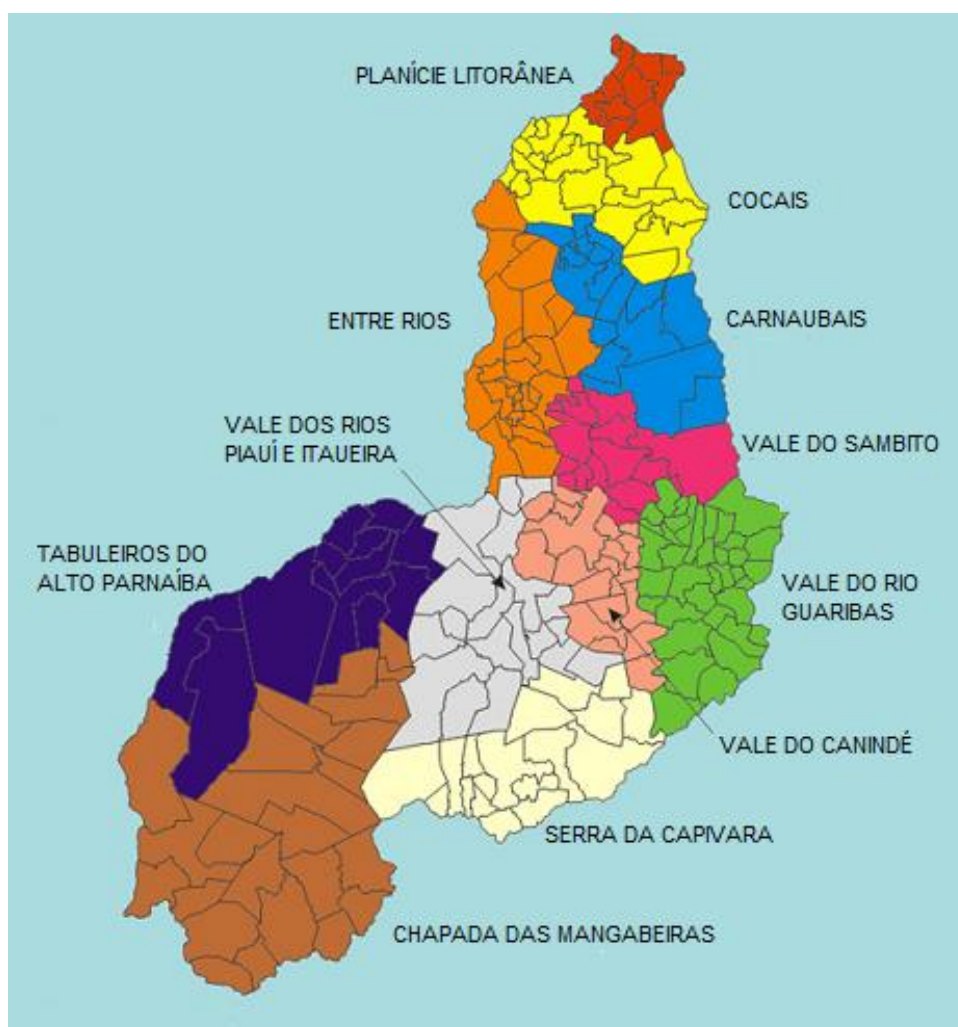 PLANÍCIE LITORÂNEA
COCAIS
ENTRE RIOS
CARNAUBAIS
VALE DOS RIOS
PIAUÍ E ITAUEIRA
VALE DO SAMBITO
TABULEIROS DO
ALTO PARNAÍBA
VALE DO RIO
GUARIBAS
VALE DO CANINDÉ
SERRA DA CAPIVARA
CHAPADA DAS MANGABEIRAS